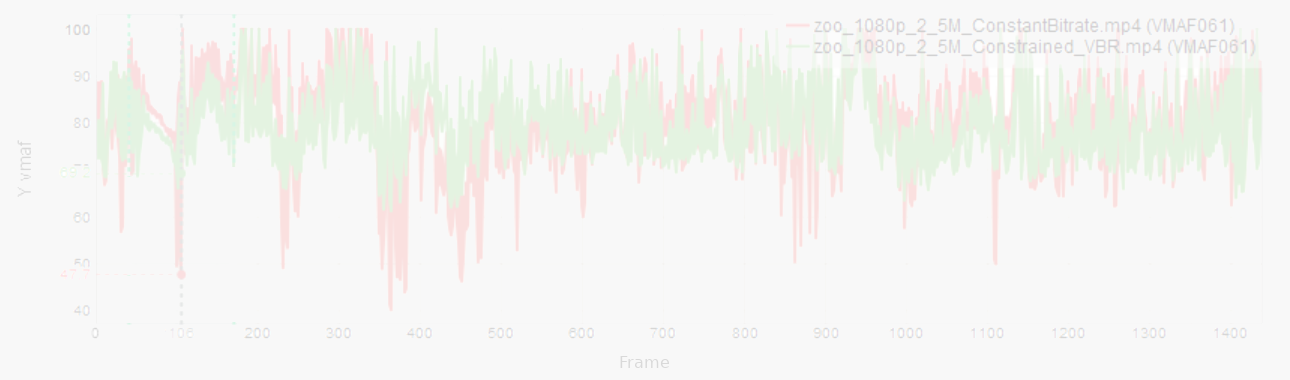 zoo_1080p_2_5M_ConstantBitrate.mp4 (VMAF061)
zoo_1080p_2_5M_Constrained_VBR.mp4 (VMAF061)
100
90
80
60
50
40
Y vmaf
0 106 200 300 400 500 600 700 800 900 1000 1100 1200 1300 1400
Frame